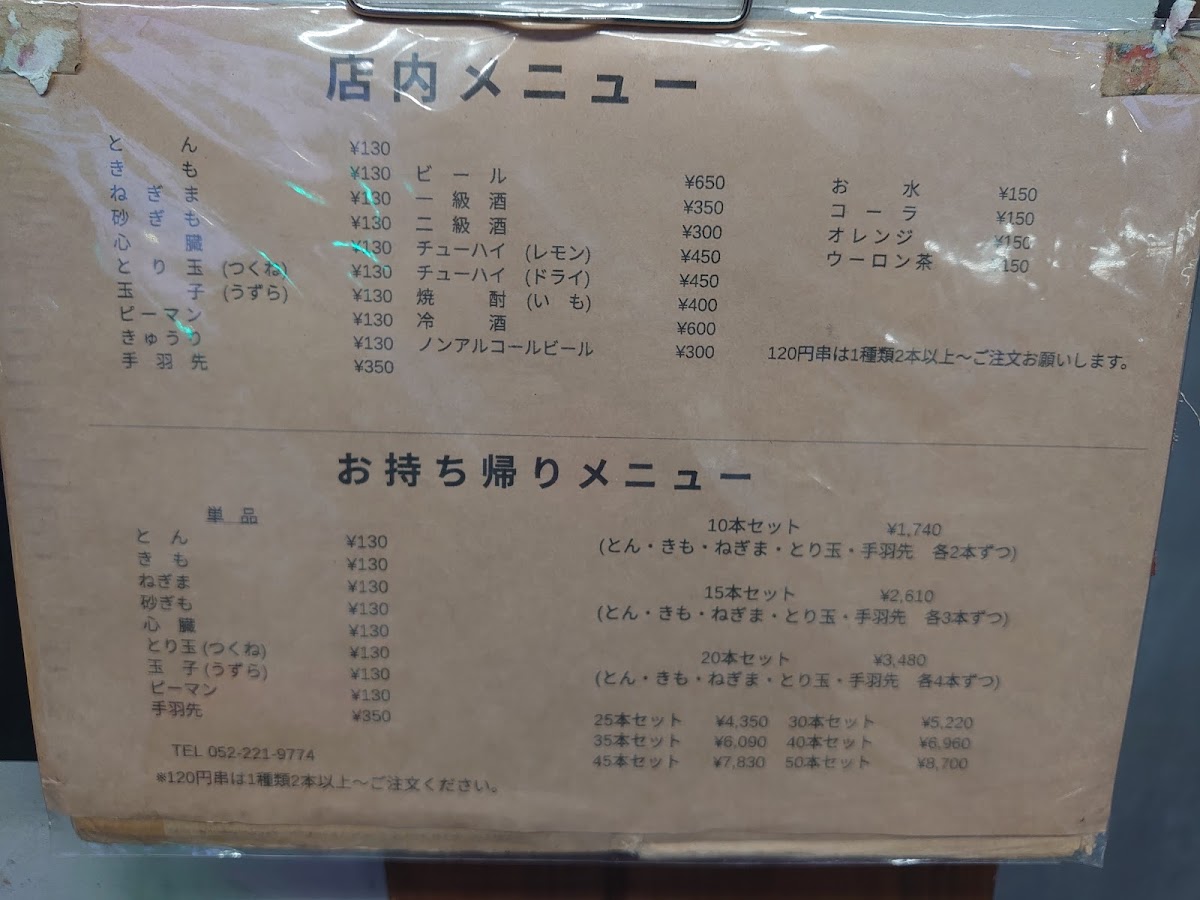 店内メニュー
とん ¥130
きも ¥130
ねぎま ¥130
砂ぎも ¥130
心臓 ¥130
とり玉 (つくね) ¥130
玉子 (うずら) ¥130
ピーマン ¥130
きゅうり ¥130
手羽先 ¥350
ビール ¥650
一級酒 ¥350
二級酒 ¥300
チューハイ (レモン) ¥450
チューハイ (ドライ) ¥450
焼酎 (いも) ¥400
冷酒 ¥600
ノンアルコールビール ¥300
お水 ¥150
コーラ ¥150
オレンジ ¥150
ウーロン茶 ¥150
120円串は1種類2本以上～ご注文お願いします。
お持ち帰りメニュー
単品
とん ¥130
きも ¥130
ねぎま ¥130
砂ぎも ¥130
心臓 ¥130
とり玉 (つくね) ¥130
玉子 (うずら) ¥130
ピーマン ¥130
手羽先 ¥350
TEL 052-221-9774
※120円串は1種類2本以上～ご注文ください。
10本セット ¥1,740
(とん・きも・ねぎま・とり玉・手羽先 各2本ずつ)
15本セット ¥2,610
(とん・きも・ねぎま・とり玉・手羽先 各3本ずつ)
20本セット ¥3,480
(とん・きも・ねぎま・とり玉・手羽先 各4本ずつ)
25本セット ¥4,350 30本セット ¥5,220
35本セット ¥6,090 40本セット ¥6,960
45本セット ¥7,830 50本セット ¥8,700